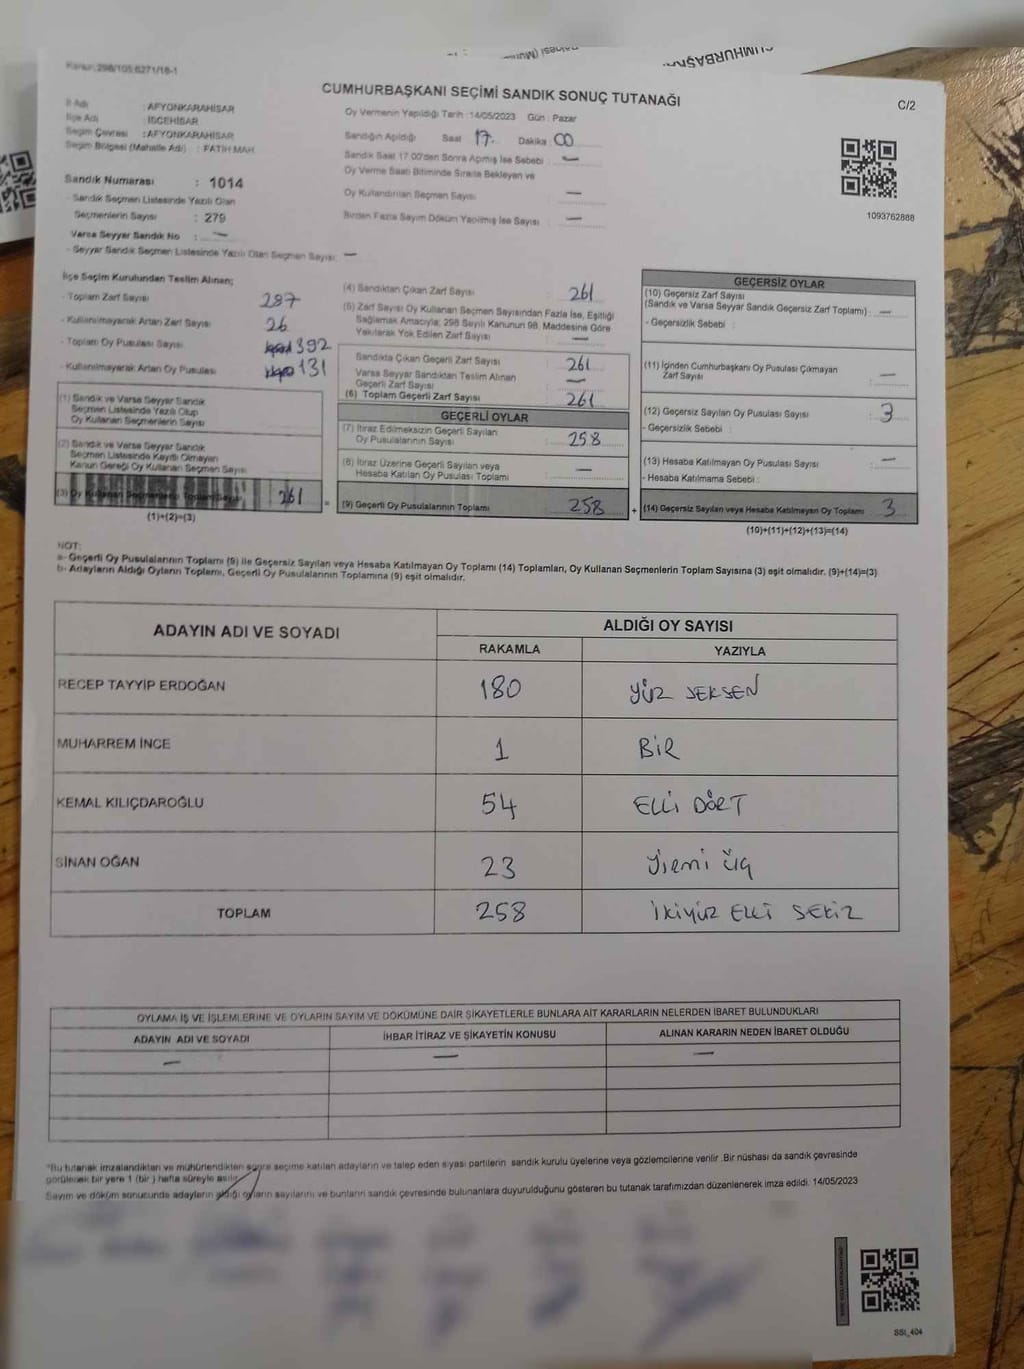 CUMHURBAŞKANI SEÇİMİ SANDIK SONUÇ TUTANAĞI
C/2
İl Adı : AFYONKARAHİSAR
İlçe Adı : İSCEHİSAR
Seçim Çevresi : AFYONKARAHİSAR
Seçim Bölgesi (Mahalle Adı) : FATİH MAH.
Sandık Numarası : 1014
- Sandık Seçmen Listesinde Yazılı Olan
Seçmenlerin Sayısı : 279
Varsa Seyyar Sandık No : —
- Seyyar Sandık Seçmen Listesinde Yazılı Olan Seçmen Sayısı: —
Oy Vermenin Yapıldığı Tarih :14/05/2023 Gün : Pazar
Sandığın Açıldığı Saat 17. Dakika : 00
Sandık Saat 17:00'den Sonra Açmış İse Sebebi : —
Oy Verme Saati Bitiminde Sırada Bekleyen ve
Oy Kullandırılan Seçmen Sayısı : —
Birden Fazla Sayım Döküm Yapılmış İse Sayısı : —
1093762888
İlçe Seçim Kurulundan Teslim Alınan;
- Toplam Zarf Sayısı 287
- Kullanılmayarak Artan Zarf Sayısı 26
- Toplam Oy Pusulası Sayısı 392
- Kullanılmayarak Artan Oy Pusulası 131
(1) Sandık ve Varsa Seyyar Sandık
Seçmen Listesinde Yazılı Olup
Oy Kullanan Seçmenlerin Sayısı
(2) Sandık ve Varsa Seyyar Sandık
Seçmen Listesinde Kayıtlı Olmayan
Kanun Gereği Oy Kullanan Seçmen Sayısı
(3) Oy Kullanan Seçmenlerin Toplam Sayısı 261
(1)+(2)=(3)
(4) Sandıktan Çıkan Zarf Sayısı : 261
(5) Zarf Sayısı Oy Kullanan Seçmen Sayısından Fazla İse, Eşitliği
Sağlamak Amacıyla; 298 Sayılı Kanunun 98. Maddesine Göre
Yakılarak Yok Edilen Zarf Sayısı : —
Sandıkta Çıkan Geçerli Zarf Sayısı : 261
Varsa Seyyar Sandıktan Teslim Alınan
Geçerli Zarf Sayısı : —
(6) Toplam Geçerli Zarf Sayısı : 261
GEÇERLİ OYLAR
(7) İtiraz Edilmeksizin Geçerli Sayılan
Oy Pusulalarının Sayısı : 258
(8) İtiraz Üzerine Geçerli Sayılan veya
Hesaba Katılan Oy Pusulası Toplamı : —
= (9) Geçerli Oy Pusulalarının Toplamı 258
GEÇERSİZ OYLAR
(10) Geçersiz Zarf Sayısı
(Sandık ve Varsa Seyyar Sandık Geçersiz Zarf Toplamı) : —
- Geçersizlik Sebebi :
(11) İçinden Cumhurbaşkanı Oy Pusulası Çıkmayan
Zarf Sayısı : —
(12) Geçersiz Sayılan Oy Pusulası Sayısı : 3
- Geçersizlik Sebebi :
(13) Hesaba Katılmayan Oy Pusulası Sayısı : —
- Hesaba Katılmama Sebebi :
+ (14) Geçersiz Sayılan veya Hesaba Katılmayan Oy Toplamı 3
(10)+(11)+(12)+(13)=(14)
NOT:
a- Geçerli Oy Pusulalarının Toplamı (9) ile Geçersiz Sayılan veya Hesaba Katılmayan Oy Toplamı (14) Toplamları, Oy Kullanan Seçmenlerin Toplam Sayısına (3) eşit olmalıdır. (9)+(14)=(3)
b- Adayların Aldığı Oyların Toplamı, Geçerli Oy Pusulalarının Toplamına (9) eşit olmalıdır.
ADAYIN ADI VE SOYADI ALDIĞI OY SAYISI
RAKAMLA YAZIYLA
RECEP TAYYİP ERDOĞAN 180 YÜZ SEKSEN
MUHARREM İNCE 1 BİR
KEMAL KILIÇDAROĞLU 54 ELLİ DÖRT
SİNAN OĞAN 23 Yirmi üç
TOPLAM 258 İKİYÜZ ELLİ SEKİZ
OYLAMA İŞ VE İŞLEMLERİNE VE OYLARIN SAYIM VE DÖKÜMÜNE DAİR ŞİKAYETLERLE BUNLARA AİT KARARLARIN NELERDEN İBARET BULUNDUKLARI
ADAYIN ADI VE SOYADI İHBAR İTİRAZ VE ŞİKAYETİN KONUSU ALINAN KARARIN NEDEN İBARET OLDUĞU
— — —
*Bu tutanak imzalandıktan ve mühürlendikten sonra seçime katılan adayların ve talep eden siyasi partilerin sandık kurulu üyelerine veya gözlemcilerine verilir .Bir nüshası da sandık çevresinde
görülecek bir yere 1 (bir ) hafta süreyle asılır.
Sayım ve döküm sonucunda adayların aldığı oyların sayılarını ve bunların sandık çevresinde bulunanlara duyurulduğunu gösteren bu tutanak tarafımızdan düzenlenerek imza edildi. 14/05/2023
SSI_404